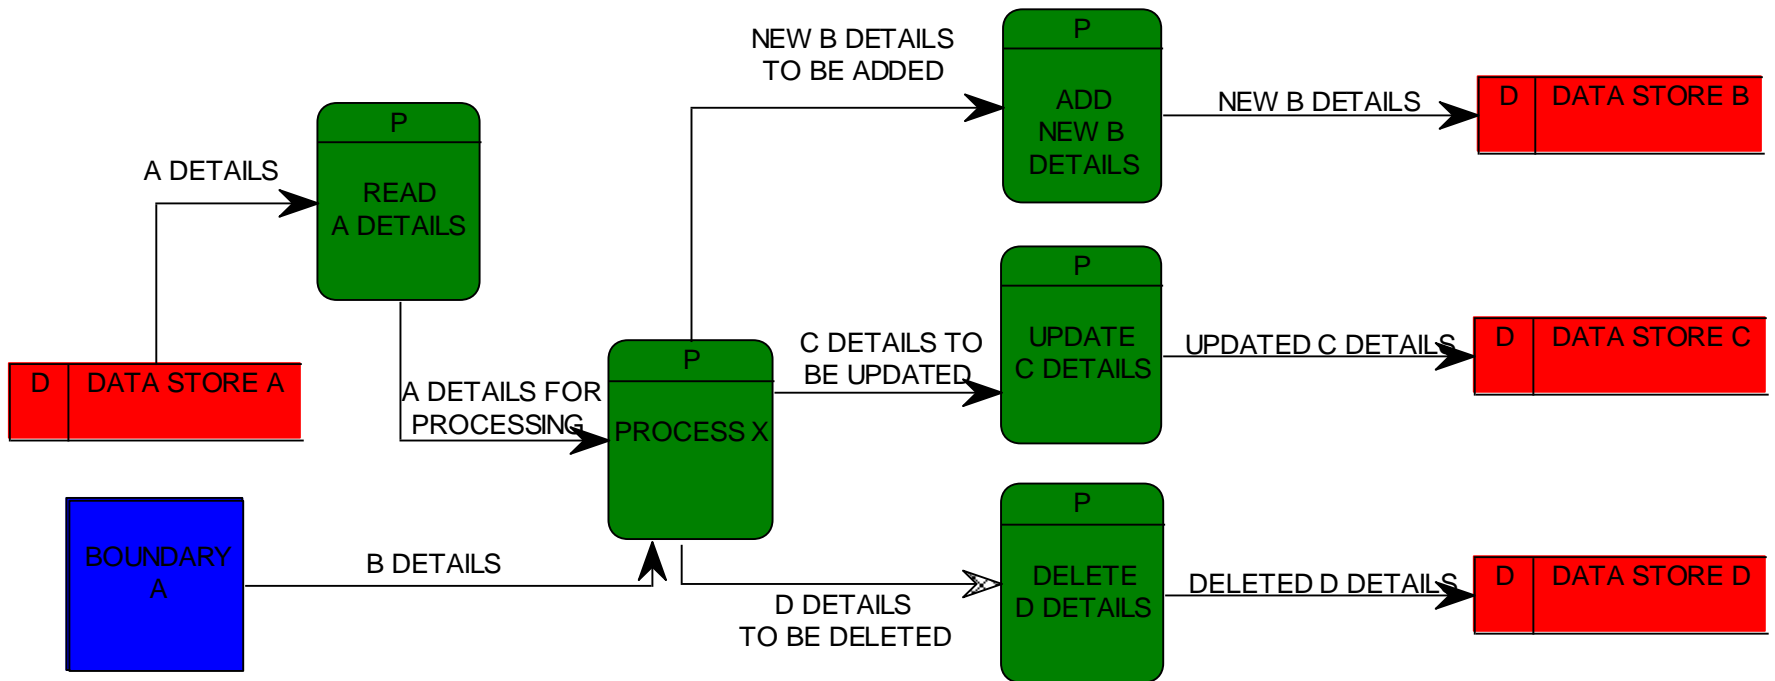 NEW B DETAILS
TO BE ADDED
P
ADD
NEW B
DETAILS
NEW B DETAILS
D DATA STORE B
P
READ
A DETAILS
A DETAILS
D DATA STORE A
A DETAILS FOR
PROCESSING
P
PROCESS X
C DETAILS TO
BE UPDATED
P
UPDATE
C DETAILS
UPDATED C DETAILS
D DATA STORE C
BOUNDARY
A
B DETAILS
D DETAILS
TO BE DELETED
P
DELETE
D DETAILS
DELETED D DETAILS
D DATA STORE D